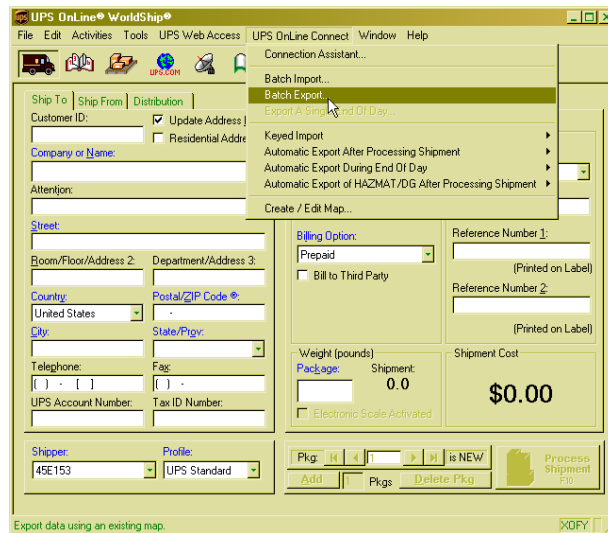 UPS OnLine® WorldShip®
File Edit Activities Tools UPS Web Access UPS OnLine Connect Window Help
UPS.COM
Connection Assistant...
Batch Import...
Batch Export...
Export A Single End Of Day...
Keyed Import
Automatic Export After Processing Shipment
Automatic Export During End Of Day
Automatic Export of HAZMAT/DG After Processing Shipment
Create / Edit Map...
Ship To Ship From Distribution
Customer ID:
Update Address
Residential Addre
Company or Name:
Attention:
Street:
Room/Floor/Address 2: Department/Address 3:
Country: Postal/ZIP Code ®:
United States -
City: State/Prov:
Telephone: Fax:
( ) - [ ] ( ) -
UPS Account Number: Tax ID Number:
Billing Option:
Prepaid
Bill to Third Party
Reference Number 1:
(Printed on Label)
Reference Number 2:
(Printed on Label)
Weight (pounds)
Package: Shipment:
0.0
Electronic Scale Activated
Shipment Cost
$0.00
Shipper: Profile:
45E153 UPS Standard
Pkg: 1 is NEW
Add 1 Pkgs Delete Pkg
Process
Shipment
F10
Export data using an existing map. XOFY